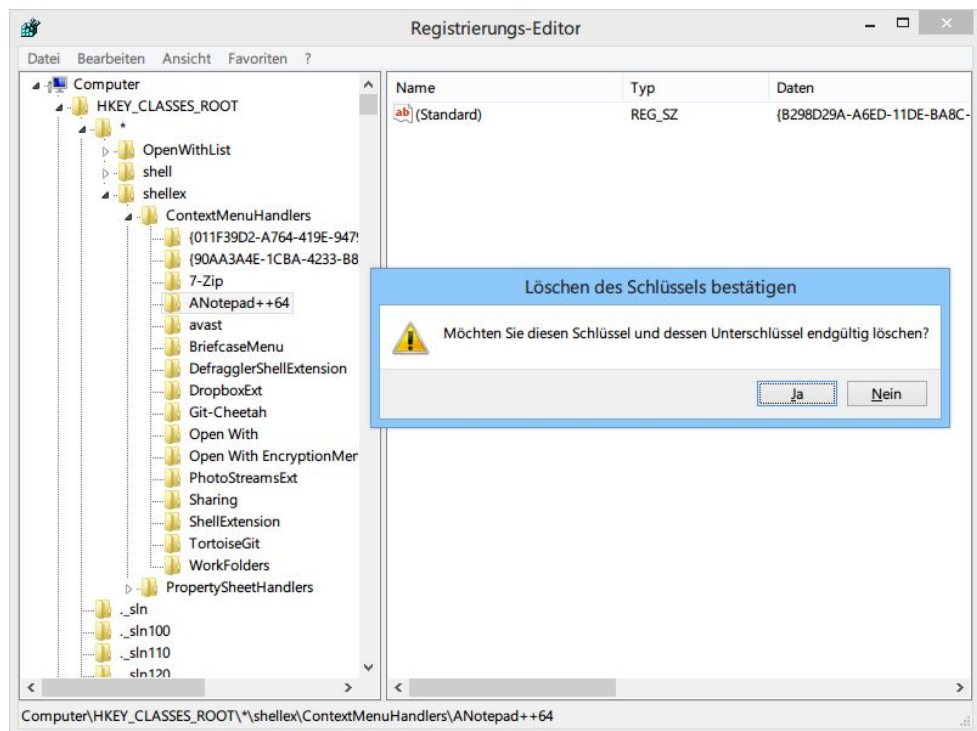 Registrierungs-Editor
Datei Bearbeiten Ansicht Favoriten ?
Computer
HKEY_CLASSES_ROOT
*
OpenWithList
shell
shellex
ContextMenuHandlers
{011F39D2-A764-419E-947
{90AA3A4E-1CBA-4233-B8
7-Zip
ANotepad++64
avast
BriefcaseMenu
DefragglerShellExtension
DropboxExt
Git-Cheetah
Open With
Open With EncryptionMer
PhotoStreamsExt
Sharing
ShellExtension
TortoiseGit
WorkFolders
PropertySheetHandlers
._sln
._sln100
._sln110
._sln120
Name Typ Daten
ab (Standard) REG_SZ {B298D29A-A6ED-11DE-BA8C-
Löschen des Schlüssels bestätigen
Möchten Sie diesen Schlüssel und dessen Unterschlüssel endgültig löschen?
Ja Nein
Computer\HKEY_CLASSES_ROOT\*\shellex\ContextMenuHandlers\ANotepad++64